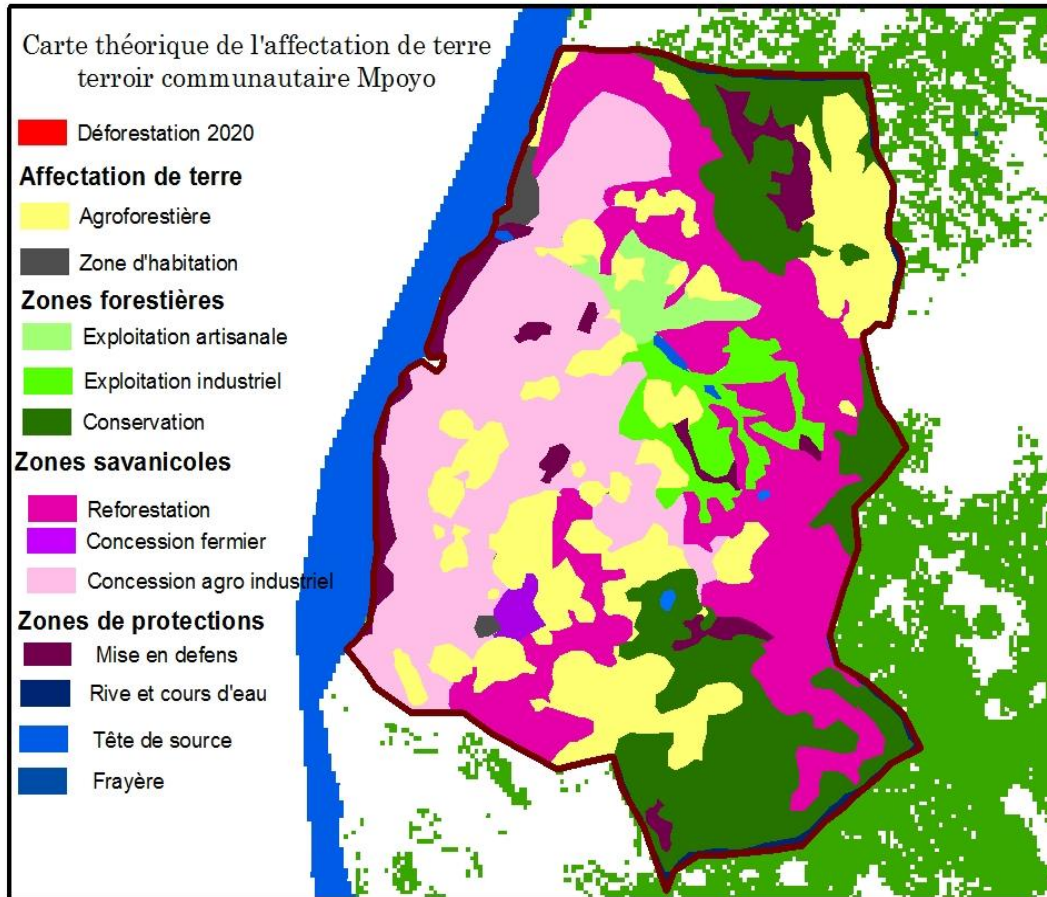 Carte théorique de l'affectation de terre
terroir communautaire Mpoyo
Déforestation 2020
Affectation de terre
Agroforestière
Zone d'habitation
Zones forestières
Exploitation artisanale
Exploitation industriel
Conservation
Zones savanicoles
Reforestation
Concession fermier
Concession agro industriel
Zones de protections
Mise en defens
Rive et cours d'eau
Tête de source
Frayère